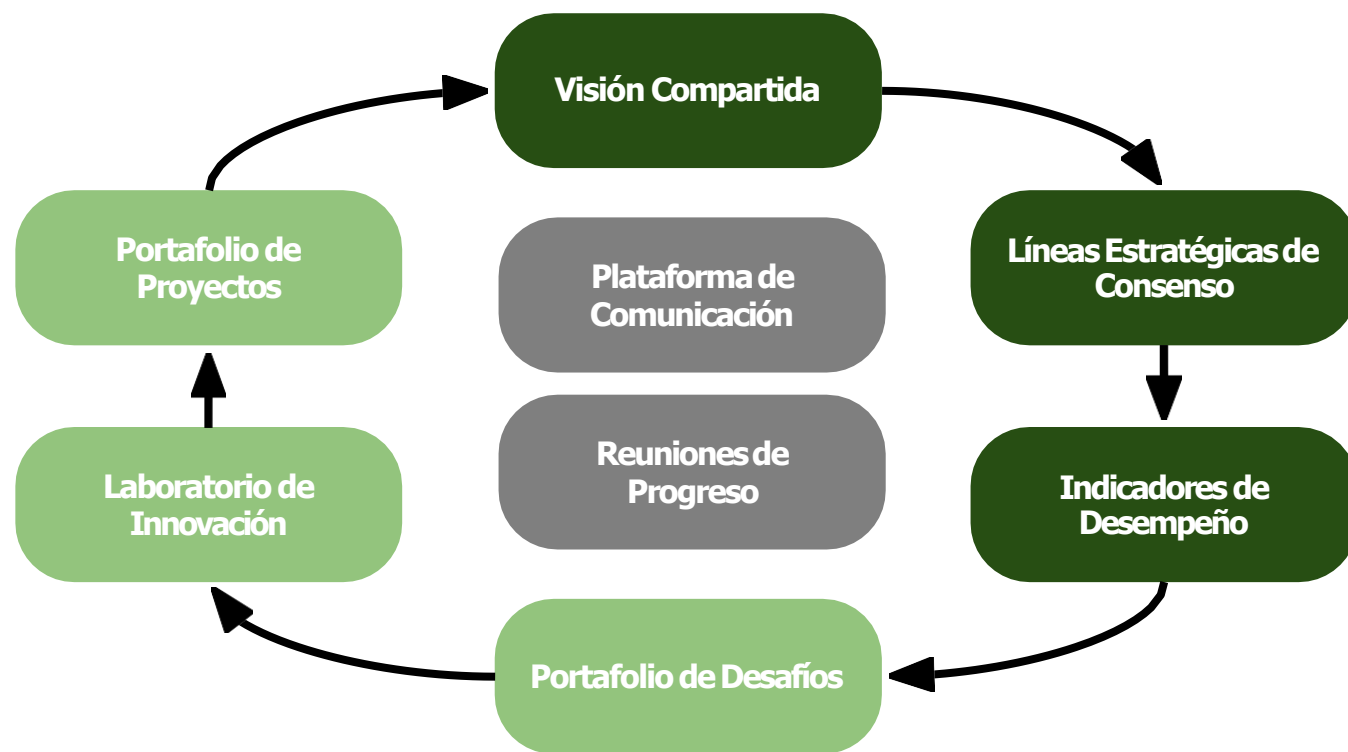 Visión Compartida
Portafolio de
Proyectos
Líneas Estratégicas de
Consenso
Plataforma de
Comunicación
Reuniones de
Progreso
Laboratorio de
Innovación
Indicadores de
Desempeño
Portafolio de Desafíos